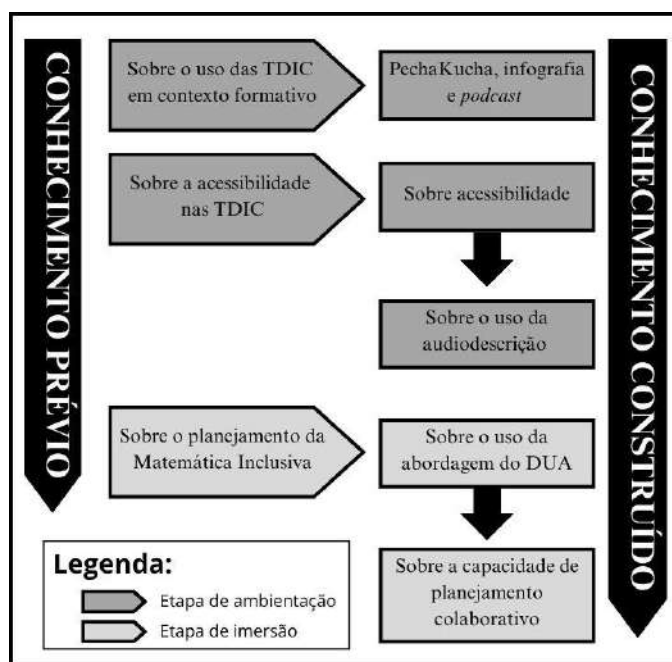 CONHECIMENTO PRÉVIO
Sobre o uso das TDIC
em contexto formativo
PechaKucha, infografia
e podcast
Sobre a acessibilidade
nas TDIC
Sobre acessibilidade
Sobre o uso da
audiodescrição
Sobre o planejamento da
Matemática Inclusiva
Sobre o uso da
abordagem do DUA
Sobre a capacidade de
planejamento
colaborativo
CONHECIMENTO CONSTRUÍDO
Legenda:
Etapa de ambientação
Etapa de imersão